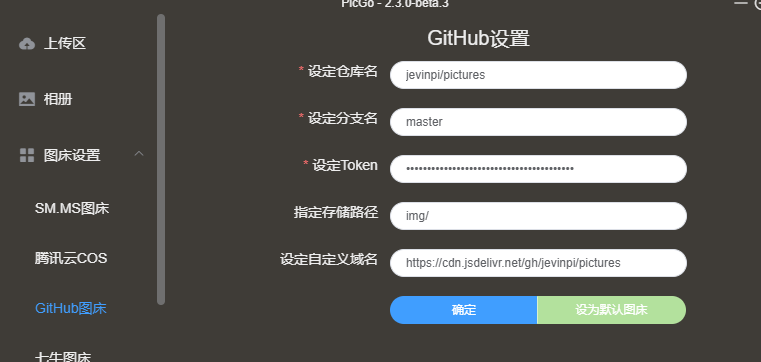 PicGo - 2.3.0-beta.3
上传区
相册
图床设置
SM.MS图床
腾讯云COS
GitHub图床
七牛图床
GitHub设置
* 设定仓库名
jevinpi/pictures
* 设定分支名
master
* 设定Token
指定存储路径
img/
设定自定义域名
https://cdn.jsdelivr.net/gh/jevinpi/pictures
确定
设为默认图床